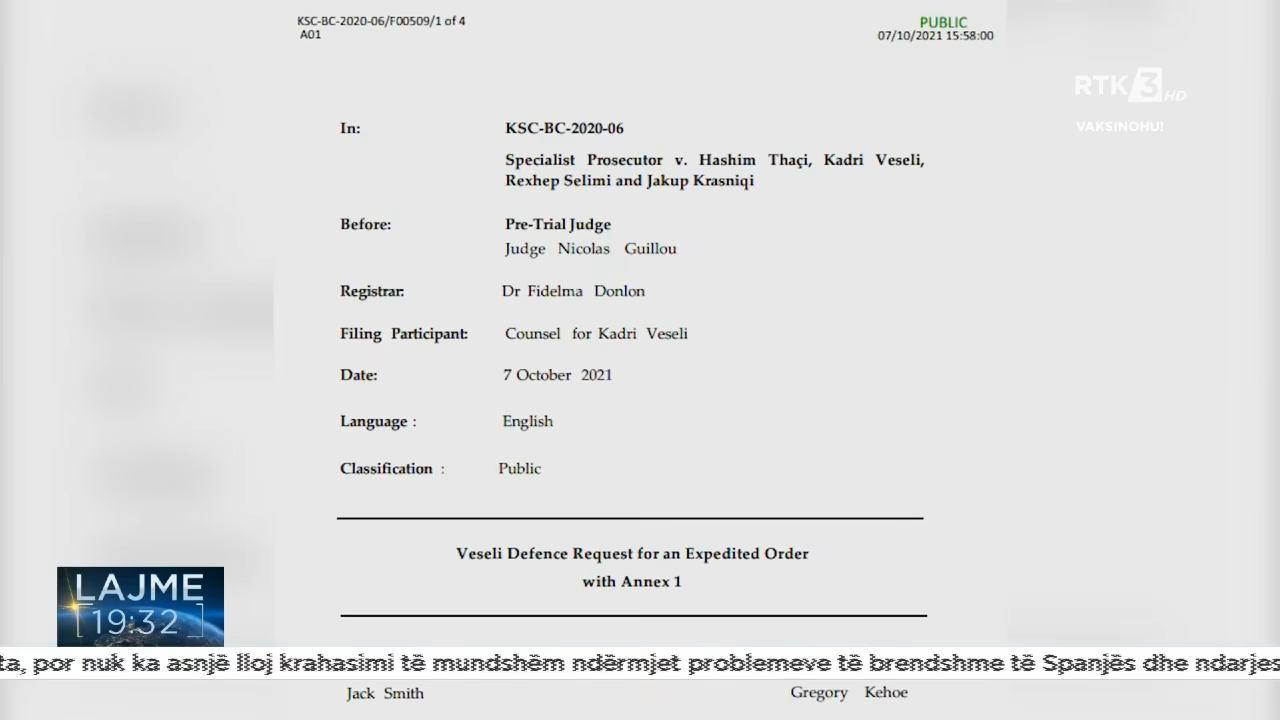 KSC-BC-2020-06/F00509/1 of 4
A01
PUBLIC
07/10/2021 15:58:00
RTK 3 HD
VAKSINOHU!
In: KSC-BC-2020-06
Specialist Prosecutor v. Hashim Thaçi, Kadri Veseli,
Rexhep Selimi and Jakup Krasniqi
Before: Pre-Trial Judge
Judge Nicolas Guillou
Registrar: Dr Fidelma Donlon
Filing Participant: Counsel for Kadri Veseli
Date: 7 October 2021
Language : English
Classification : Public
Veseli Defence Request for an Expedited Order
with Annex 1
LAJME
19:32
ta, por nuk ka asnjë lloj krahasimi të mundshëm ndërmjet problemeve të brendshme të Spanjës dhe ndarjes
Jack Smith Gregory Kehoe